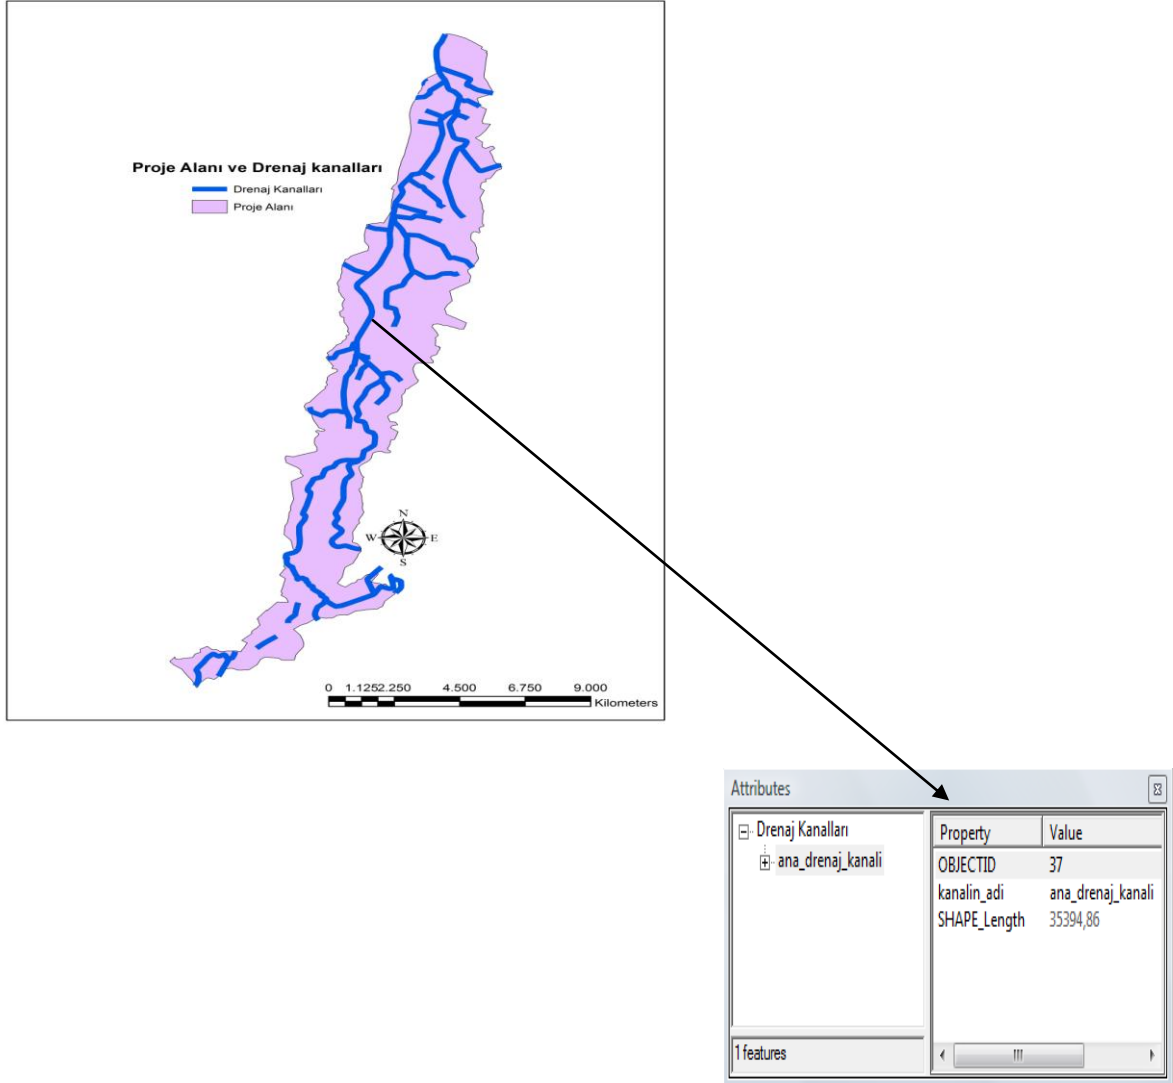 Proje Alanı ve Drenaj kanalları
Drenaj Kanalları
Proje Alanı
N
W E
S
0 1.1252.250 4.500 6.750 9.000
Kilometers
Attributes
Drenaj Kanalları
ana_drenaj_kanali
1 features
Property Value
OBJECTID 37
kanalin_adi ana_drenaj_kanali
SHAPE_Length 35394,86